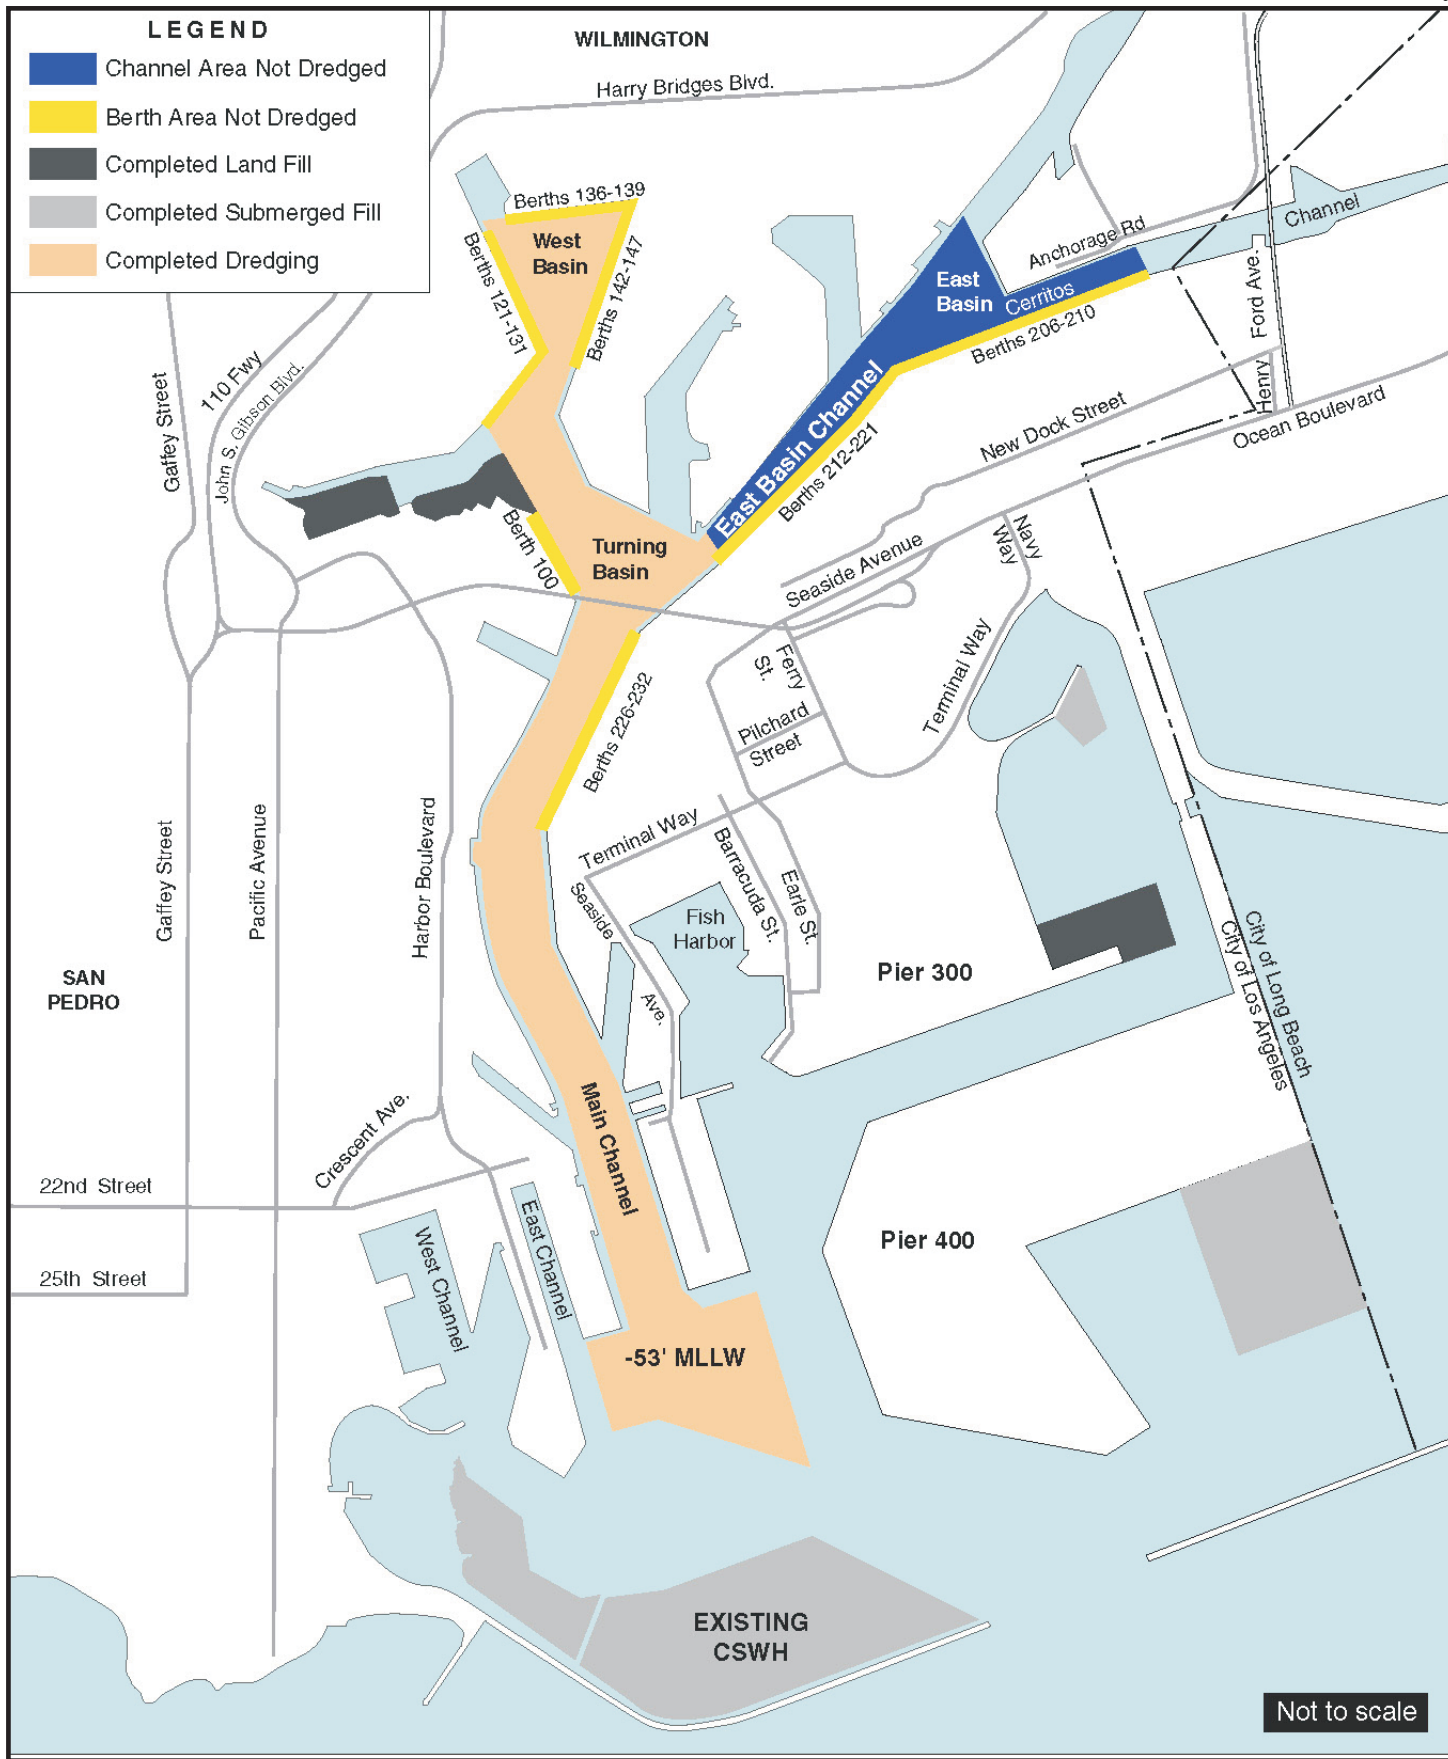 LEGEND
Channel Area Not Dredged
Berth Area Not Dredged
Completed Land Fill
Completed Submerged Fill
Completed Dredging
WILMINGTON
Harry Bridges Blvd.
Berths 136-139
West
Basin
Berths 121-131
Berths 142-147
East
Basin
Cerritos
Channel
Anchorage Rd
Berths 206-210
Ford Ave.
Henry
Ocean Boulevard
New Dock Street
East Basin Channel
Berths 212-221
Gaffey Street
110 Fwy
John S. Gibson Blvd.
Berth 100
Turning
Basin
Seaside Avenue
Navy
Way
Terminal Way
Ferry
St.
Pilchard
Street
Berths 226-232
Terminal Way
Seaside
Ave.
Barracuda St.
Earle St.
Fish
Harbor
Gaffey Street
Pacific Avenue
Harbor Boulevard
SAN
PEDRO
Pier 300
City of Long Beach
City of Los Angeles
Main Channel
Crescent Ave.
22nd Street
25th Street
West Channel
East Channel
Pier 400
-53' MLLW
EXISTING
CSWH
Not to scale